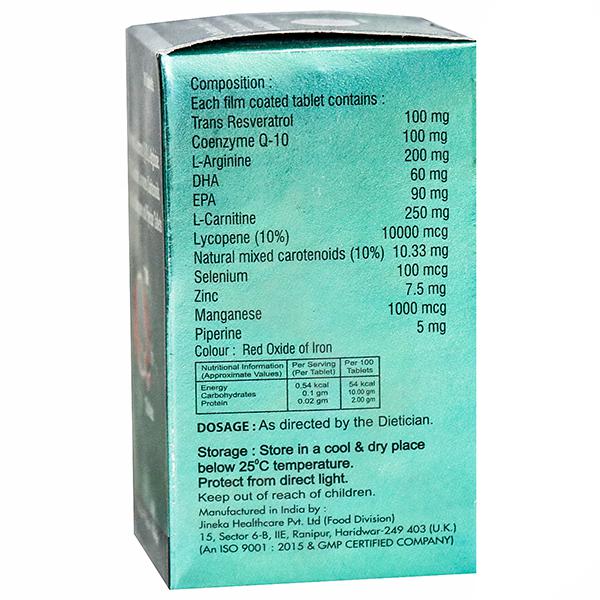 Composition :
Each film coated tablet contains :
Trans Resveratrol 100 mg
Coenzyme Q-10 100 mg
L-Arginine 200 mg
DHA 60 mg
EPA 90 mg
L-Carnitine 250 mg
Lycopene (10%) 10000 mcg
Natural mixed carotenoids (10%) 10.33 mg
Selenium 100 mcg
Zinc 7.5 mg
Manganese 1000 mcg
Piperine 5 mg
Colour : Red Oxide of Iron
Nutritional Information Per Serving Per 100
(Approximate Values) (Per Tablet) Tablets
Energy 0.54 kcal 54 kcal
Carbohydrates 0.1 gm 10.00 gm
Protein 0.02 gm 2.00 gm
DOSAGE : As directed by the Dietician.
Storage : Store in a cool & dry place
below 25°C temperature.
Protect from direct light.
Keep out of reach of children.
Manufactured in India by :
Jineka Healthcare Pvt. Ltd (Food Division)
15, Sector 6-B, IIE, Ranipur, Haridwar-249 403 (U.K.)
(An ISO 9001 : 2015 & GMP CERTIFIED COMPANY)